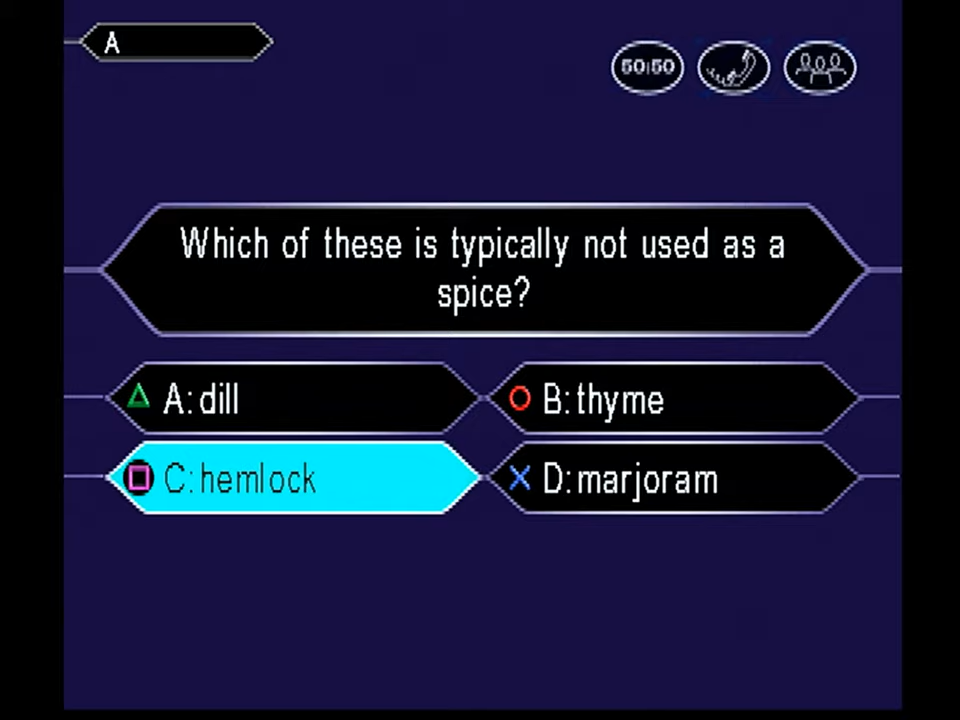 A
50:50
Which of these is typically not used as a
spice?
A: dill
B: thyme
C: hemlock
D: marjoram